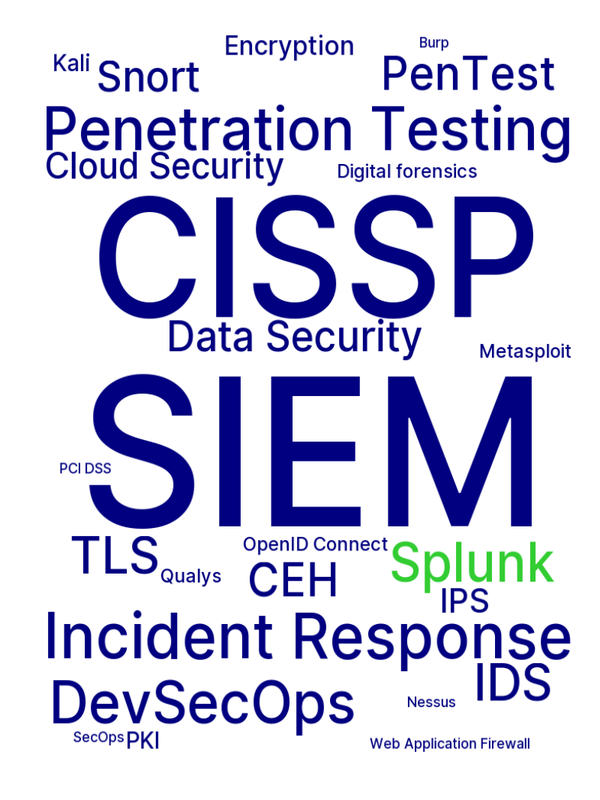 Encryption
Burp
Kali
Snort
PenTest
Penetration Testing
Cloud Security
Digital forensics
CISSP
Data Security
Metasploit
SIEM
PCI DSS
TLS
OpenID Connect
Splunk
Qualys
CEH
IPS
Incident Response
IDS
DevSecOps
Nessus
SecOps
PKI
Web Application Firewall